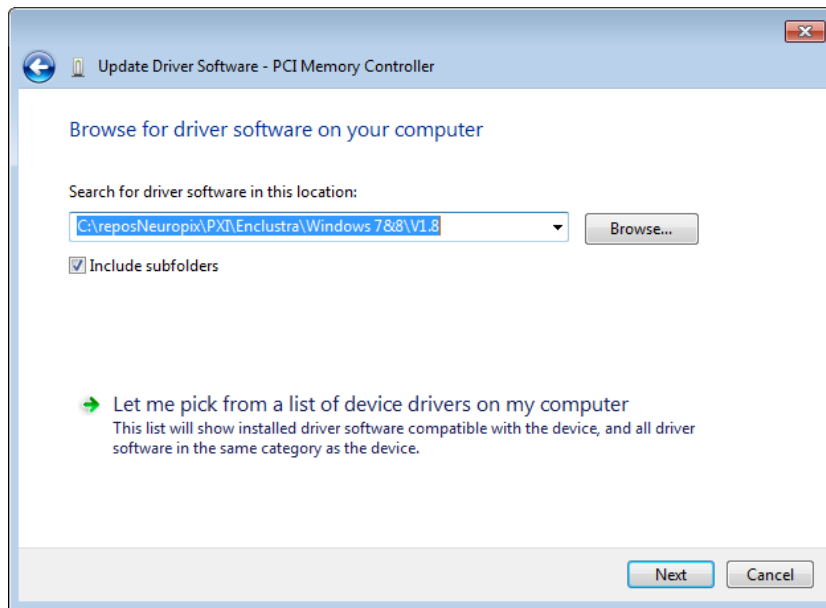 Update Driver Software - PCI Memory Controller
Browse for driver software on your computer
Search for driver software in this location:
C:\reposNeuropix\PXI\Enclustra\Windows 7&8\V1.8
Browse...
Include subfolders
Let me pick from a list of device drivers on my computer
This list will show installed driver software compatible with the device, and all driver
software in the same category as the device.
Next
Cancel